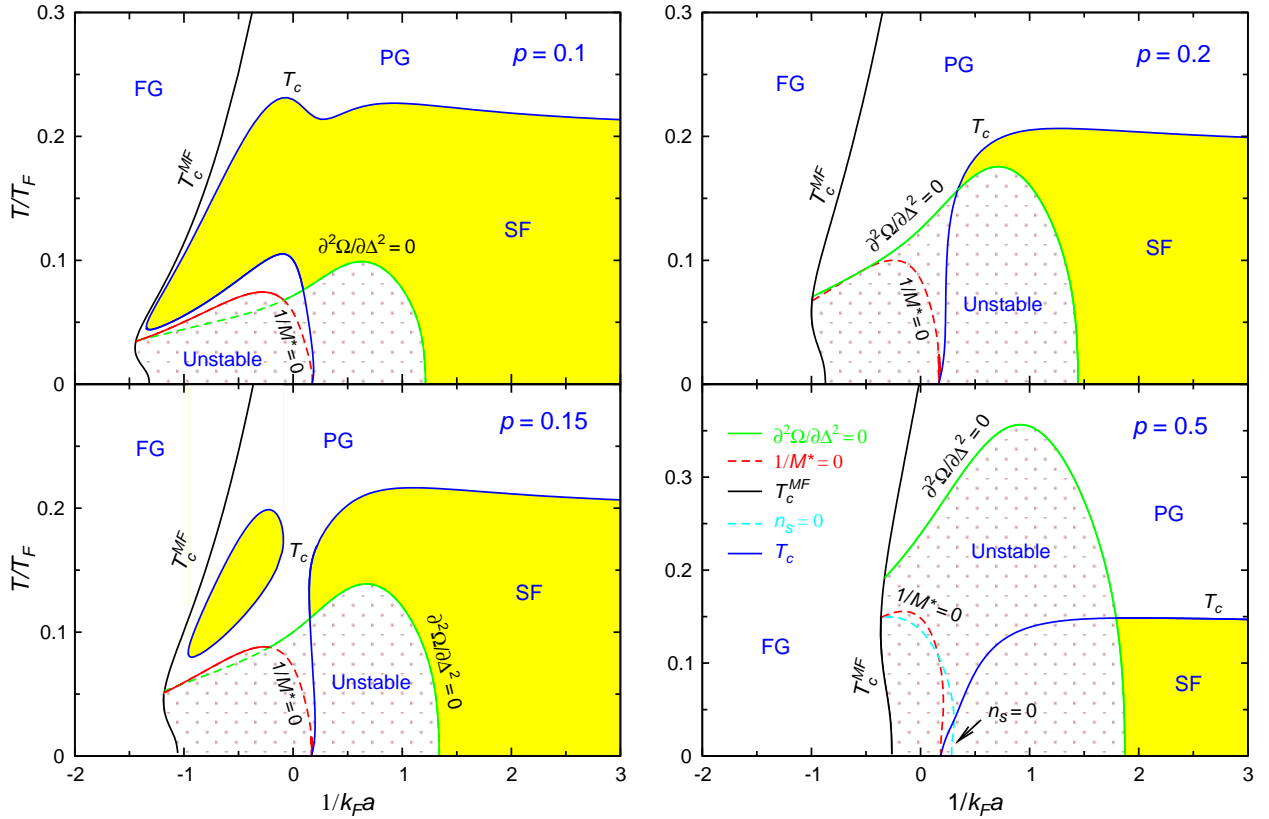 0.3
PG
p = 0.1
FG
T_c
0.2
T_c^MF
T/T_F
SF
∂²Ω/∂Δ² = 0
0.1
1/M* = 0
Unstable
0
0.3
PG
p = 0.2
FG
T_c
0.2
T_c^MF
∂²Ω/∂Δ² = 0
SF
0.1
1/M* = 0
Unstable
0
FG
PG
p = 0.15
0.2
T_c^MF
T_c
T/T_F
SF
0.1
∂²Ω/∂Δ² = 0
1/M* = 0
Unstable
0
-2 -1 0 1 2 3
1/k_F a
∂²Ω/∂Δ² = 0
1/M* = 0
T_c^MF
n_s = 0
T_c
p = 0.5
0.3
∂²Ω/∂Δ² = 0
PG
Unstable
0.2
1/M* = 0
T_c
FG
0.1
T_c^MF
SF
n_s = 0
0
-2 -1 0 1 2 3
1/k_F a